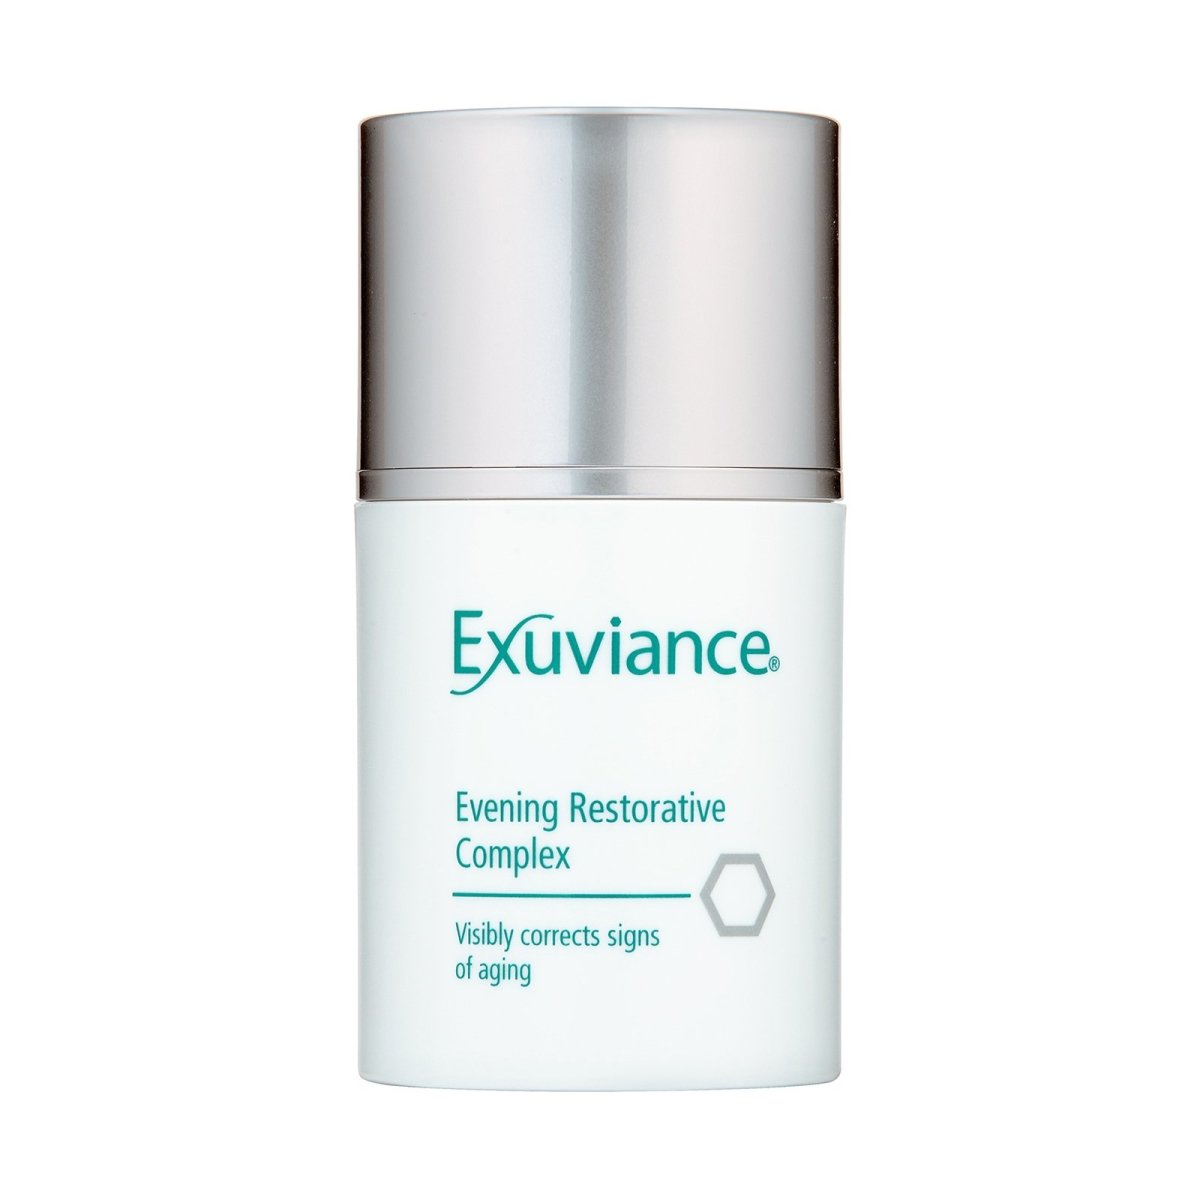 Exuviance®
Evening Restorative
Complex
Visibly corrects signs
of aging